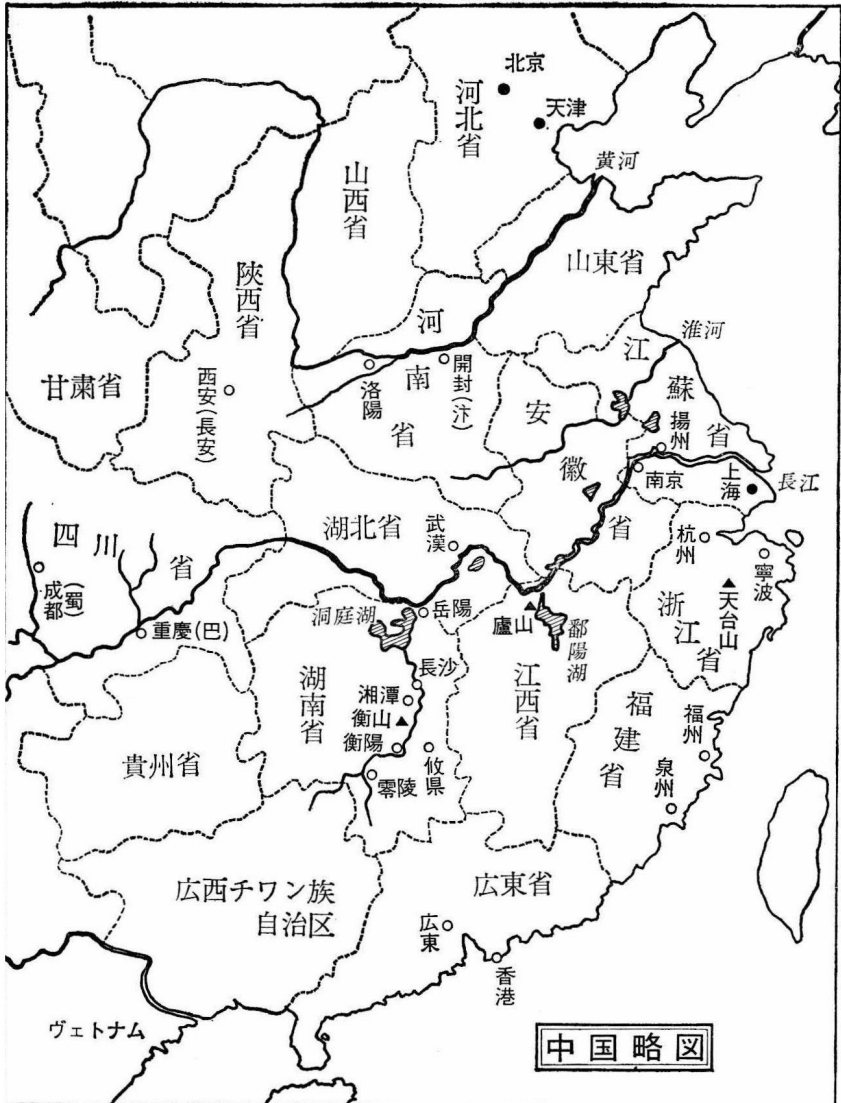 北京
天津
河北省
黄河
山西省
山東省
陝西省
河南省
淮河
江蘇省
甘粛省
西安(長安)
洛陽
開封(汴)
安徽省
揚州
南京
上海
長江
四川省
湖北省
武漢
杭州
寧波
成都(蜀)
重慶(巴)
洞庭湖
岳陽
廬山
鄱陽湖
天台山
浙江省
長沙
湖南省
湘潭
衡山
衡陽
攸県
零陵
江西省
福建省
福州
泉州
貴州省
広西チワン族
自治区
広東省
広東
香港
ヴェトナム
中国略図